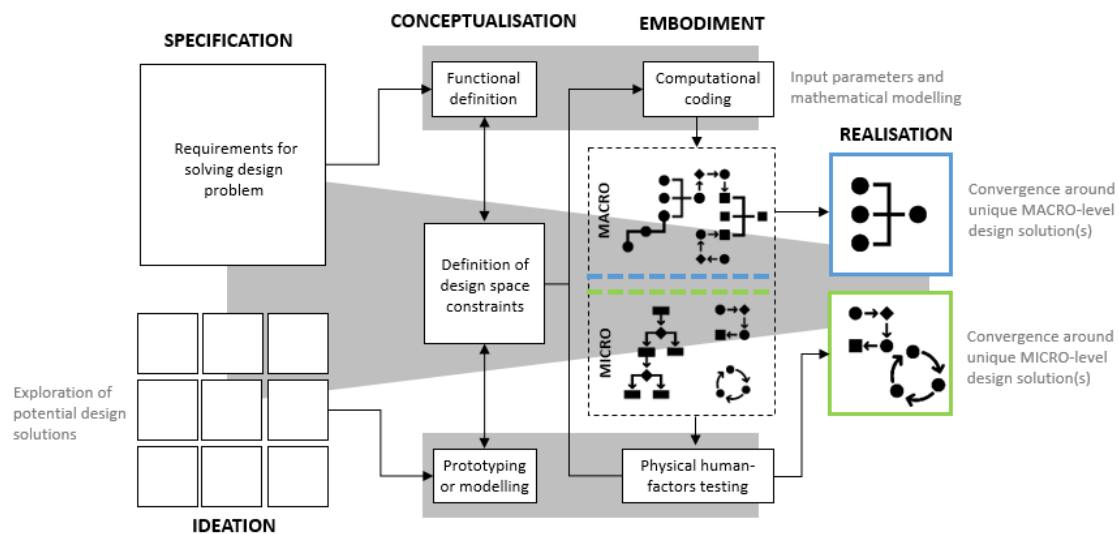 SPECIFICATION
Requirements for
solving design
problem
Exploration of
potential design
solutions
IDEATION
CONCEPTUALISATION
Functional
definition
Definition of
design space
constraints
Prototyping
or modelling
EMBODIMENT
Computational
coding
Input parameters and
mathematical modelling
MACRO
MICRO
Physical human-
factors testing
REALISATION
Convergence around
unique MACRO-level
design solution(s)
Convergence around
unique MICRO-level
design solution(s)